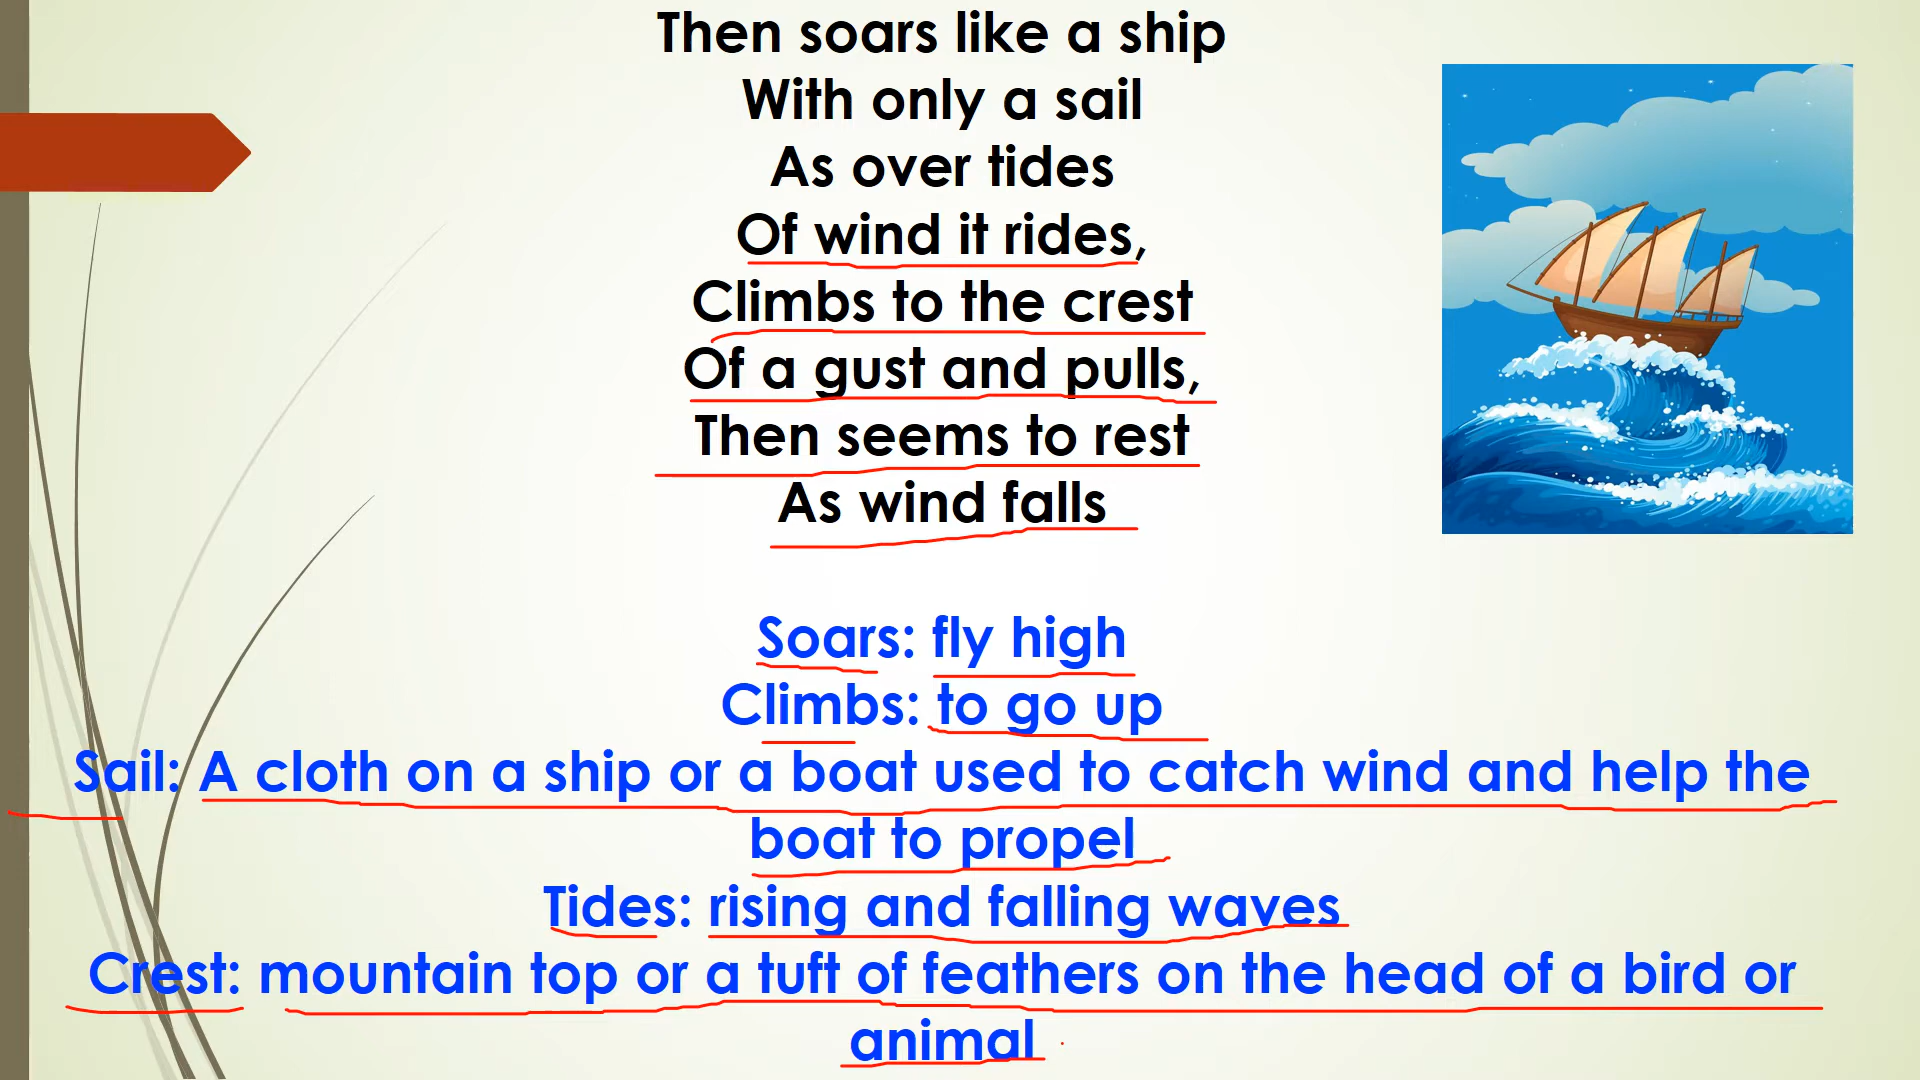 Then soars like a ship
With only a sail
As over tides
Of wind it rides,
Climbs to the crest
Of a gust and pulls,
Then seems to rest
As wind falls
Soars: fly high
Climbs: to go up
Sail: A cloth on a ship or a boat used to catch wind and help the
boat to propel
Tides: rising and falling waves
Crest: mountain top or a tuft of feathers on the head of a bird or
animal